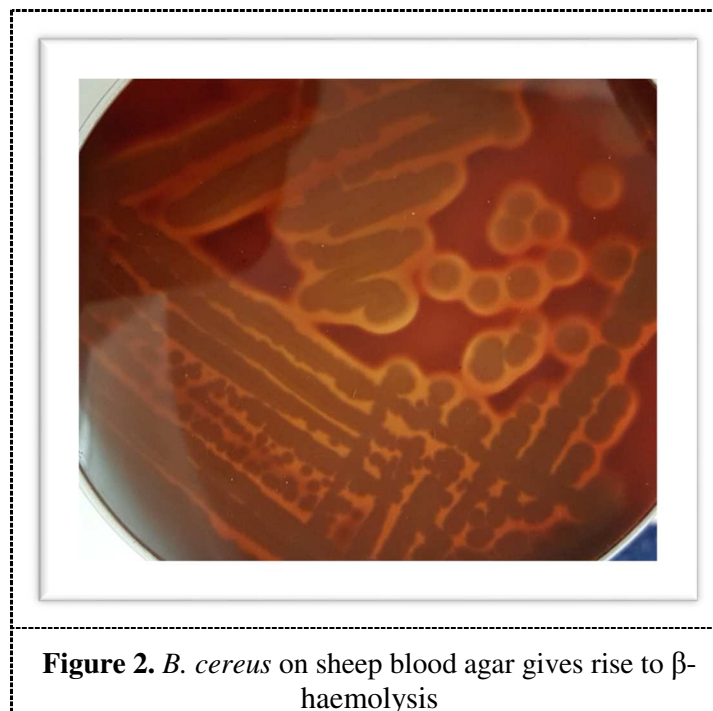 Figure 2. B. cereus on sheep blood agar gives rise to β-
haemolysis